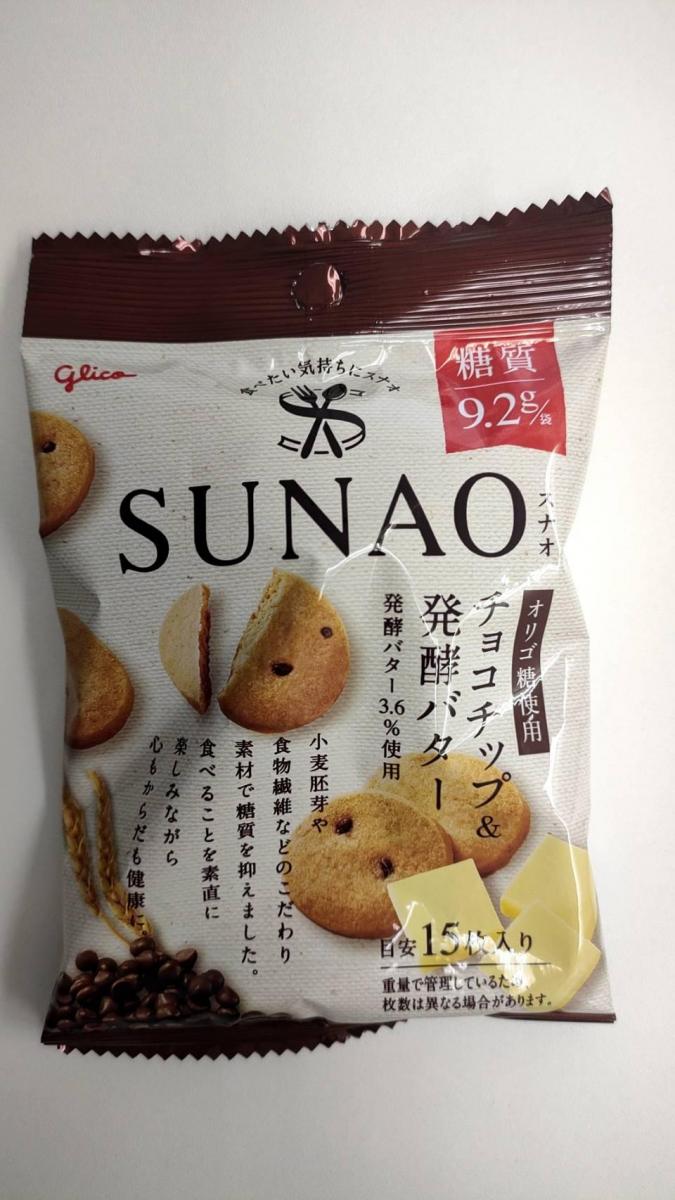 Glico
食べたい気持ちにスナオ
糖質
9.2g/袋
SUNAO
スナオ
オリゴ糖使用
チョコチップ&
発酵バター
発酵バター3.6%使用
小麦胚芽や
食物繊維などのこだわり
素材で糖質を抑えました。
食べることを素直に
楽しみながら
心もからだも健康に。
目安15枚入り
重量で管理しているため、
枚数は異なる場合があります。